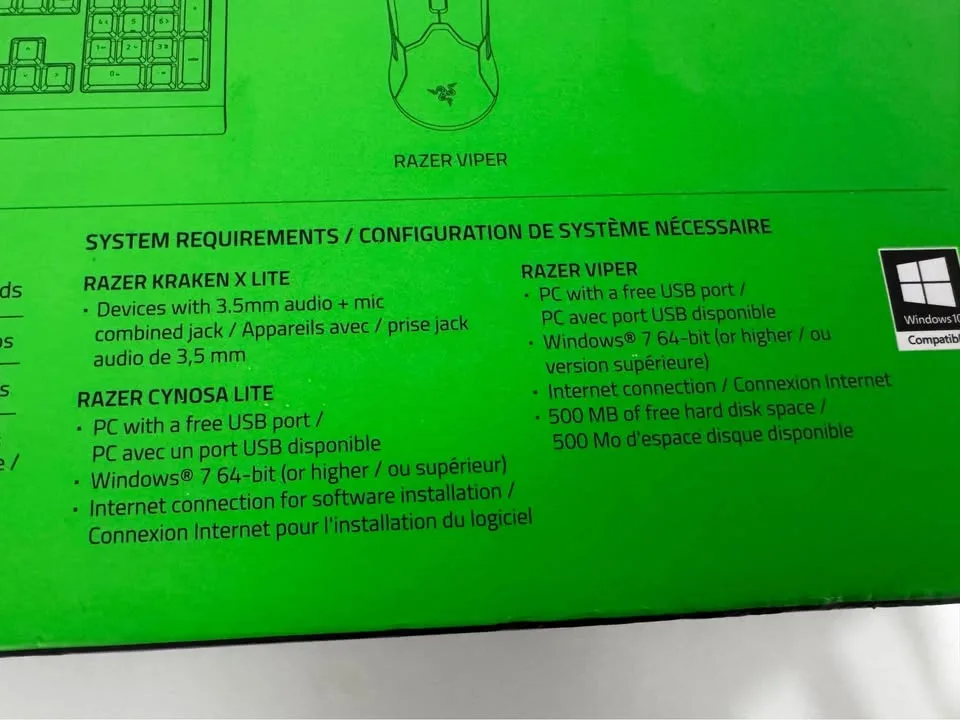 RAZER VIPER
SYSTEM REQUIREMENTS / CONFIGURATION DE SYSTÈME NÉCESSAIRE
RAZER KRAKEN X LITE
· Devices with 3.5mm audio + mic
combined jack / Appareils avec / prise jack
audio de 3,5 mm
RAZER CYNOSA LITE
· PC with a free USB port /
PC avec un port USB disponible
· Windows® 7 64-bit (or higher / ou supérieur)
· Internet connection for software installation /
Connexion Internet pour l'installation du logiciel
RAZER VIPER
· PC with a free USB port /
PC avec port USB disponible
· Windows® 7 64-bit (or higher / ou
version supérieure)
· Internet connection / Connexion Internet
· 500 MB of free hard disk space /
500 Mo d'espace disque disponible
Windows 10